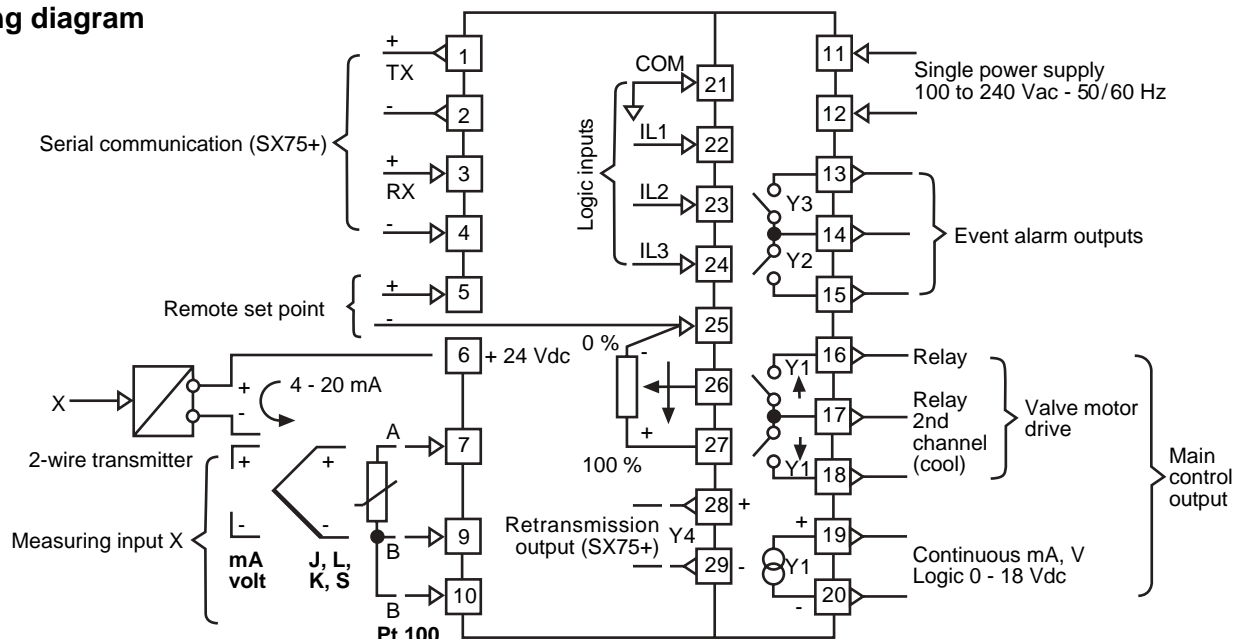 ng diagram
Serial communication (SX75+)
+
TX
-
+
RX
-
1
2
3
4
Remote set point
+
-
5
6
+ 24 Vdc
X
+
-
4 - 20 mA
2-wire transmitter
Measuring input X
+
-
mA
volt
+
-
J, L,
K, S
A
B
B
Pt 100
7
9
10
Logic inputs
COM
IL1
IL2
IL3
21
22
23
24
25
26
27
28
29
0 %
-
+
100 %
Retransmission
output (SX75+)
Y4
+
-
11
12
Single power supply
100 to 240 Vac - 50/60 Hz
13
14
15
Y3
Y2
Event alarm outputs
16
17
18
Y1
Y1
Relay
Relay
2nd
channel
(cool)
Valve motor
drive
Main
control
output
+
Y1
-
19
20
Continuous mA, V
Logic 0 - 18 Vdc